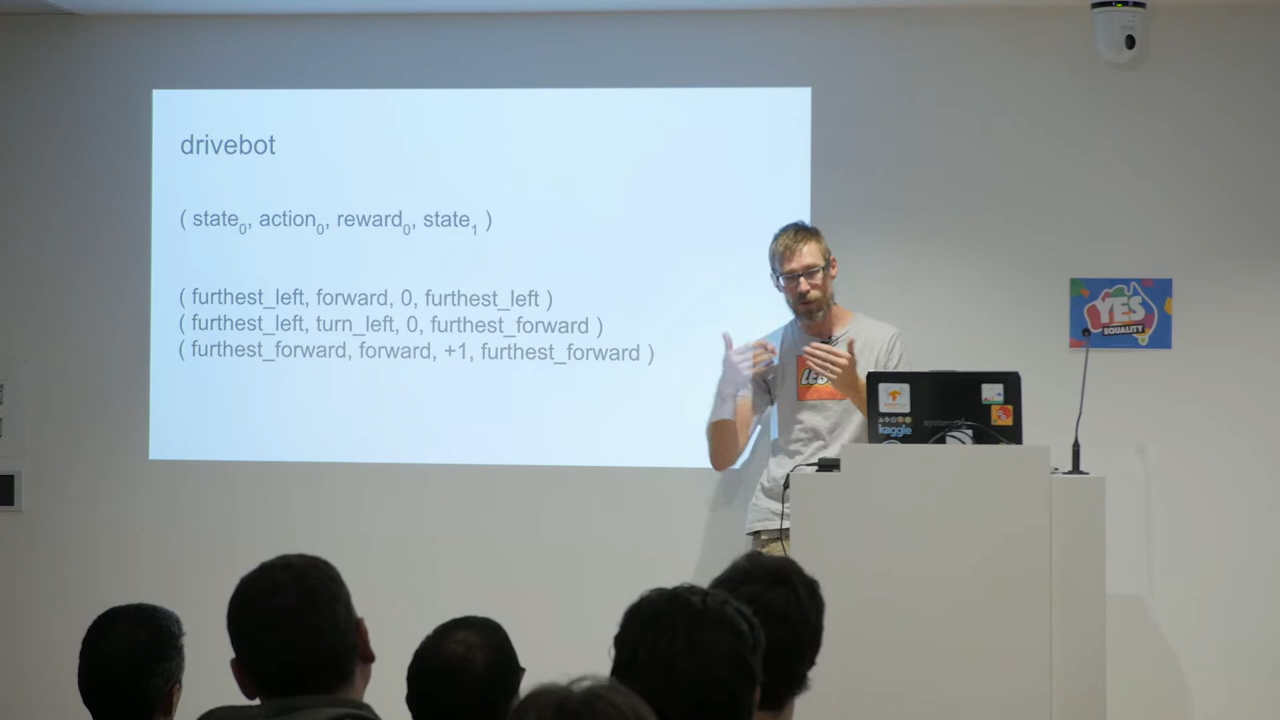 drivebot
( state₀, action₀, reward₀, state₁ )
( furthest_left, forward, 0, furthest_left )
( furthest_left, turn_left, 0, furthest_forward )
( furthest_forward, forward, +1, furthest_forward )
YES
EQUALITY
kaggle